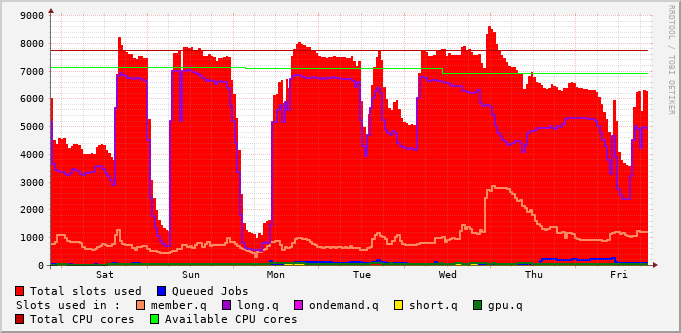 9000
8000
7000
6000
5000
4000
3000
2000
1000
0
Sat Sun Mon Tue Wed Thu Fri
RRDTOOL / TOBI OETIKER
Total slots used Queued Jobs
Slots used in : member.q long.q ondemand.q short.q gpu.q
Total CPU cores Available CPU cores